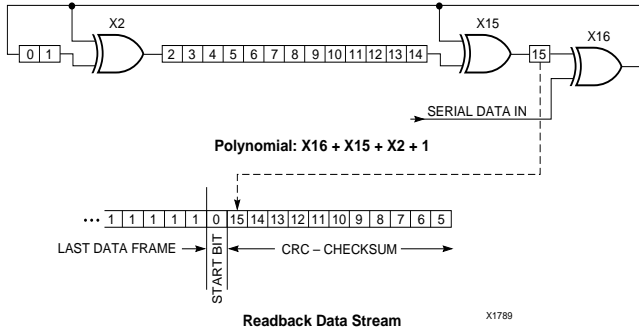 X2
X15
X16
0 1
2 3 4 5 6 7 8 9 10 11 12 13 14
15
SERIAL DATA IN
Polynomial: X16 + X15 + X2 + 1
••• 1 1 1 1 1 0 15 14 13 12 11 10 9 8 7 6 5
LAST DATA FRAME
START BIT
CRC – CHECKSUM
Readback Data Stream
X1789